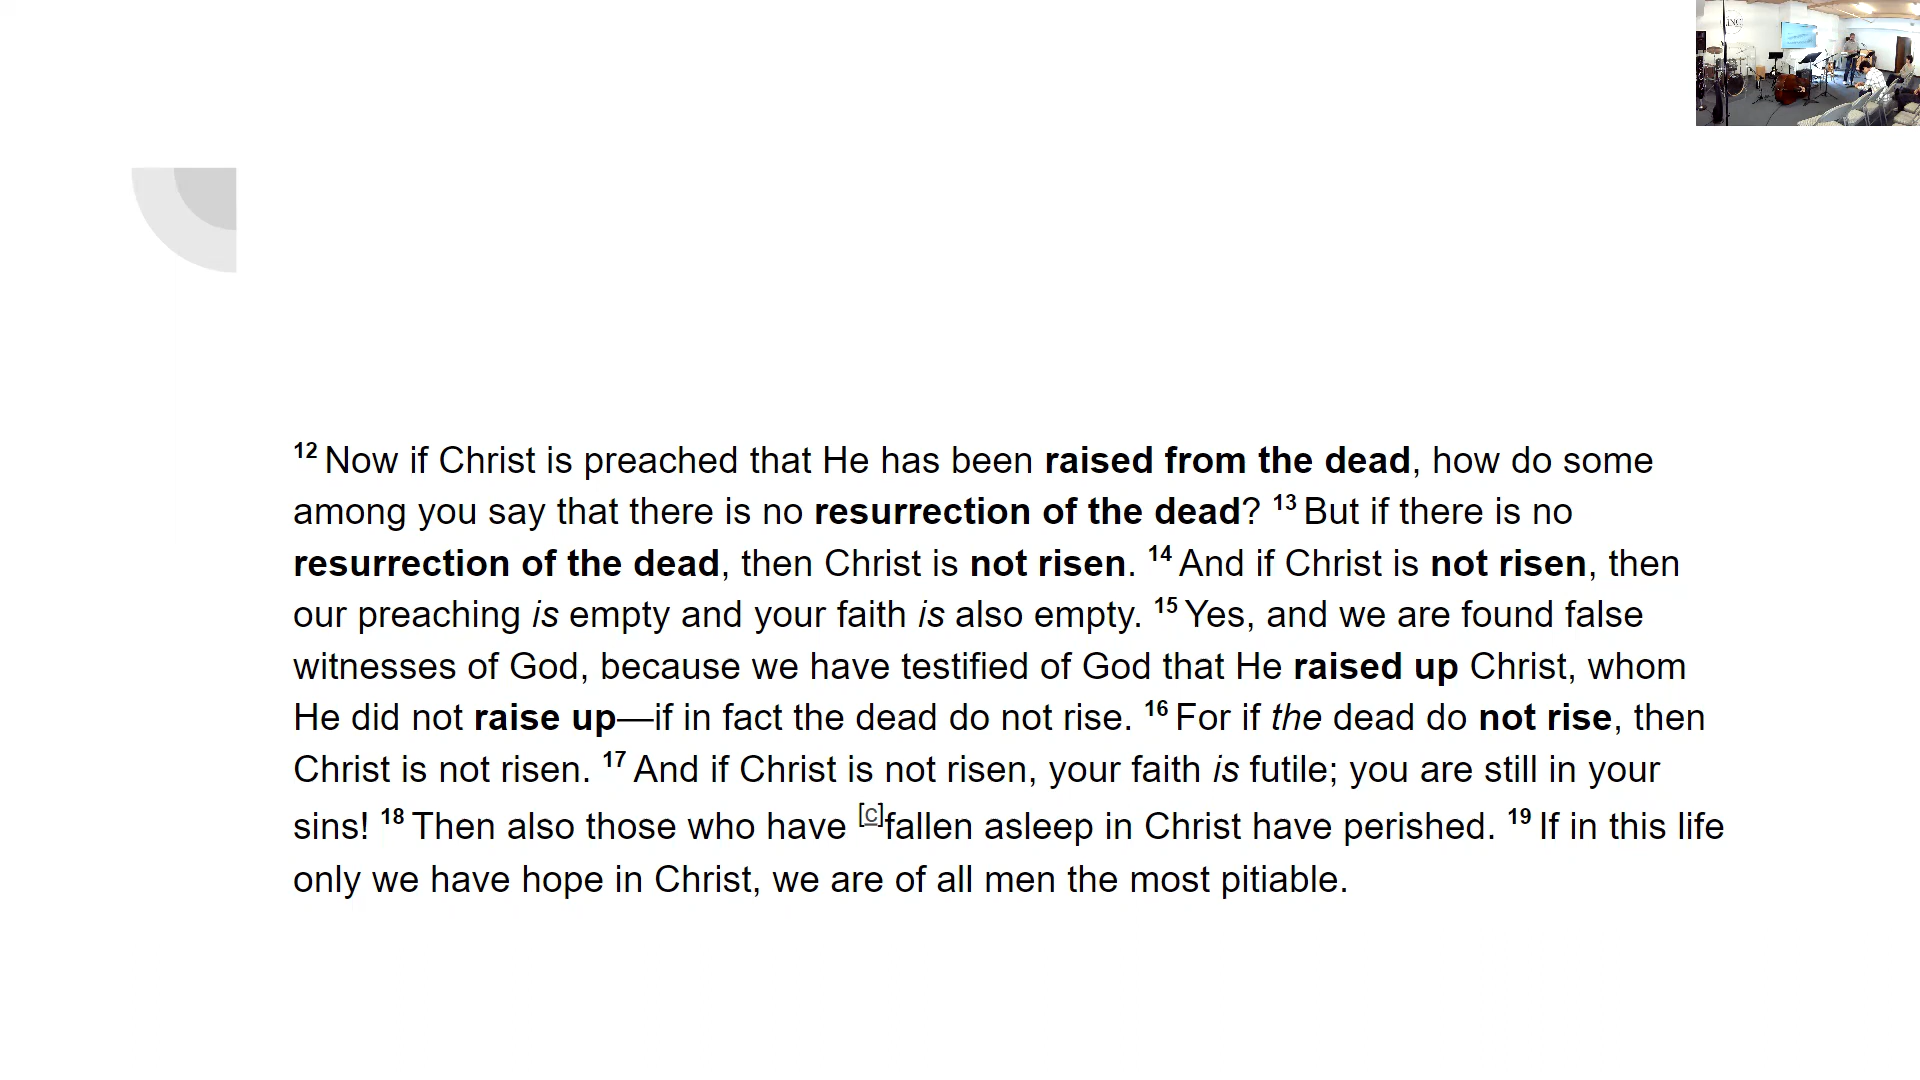 ¹² Now if Christ is preached that He has been raised from the dead, how do some
among you say that there is no resurrection of the dead? ¹³ But if there is no
resurrection of the dead, then Christ is not risen. ¹⁴ And if Christ is not risen, then
our preaching is empty and your faith is also empty. ¹⁵ Yes, and we are found false
witnesses of God, because we have testified of God that He raised up Christ, whom
He did not raise up—if in fact the dead do not rise. ¹⁶ For if the dead do not rise, then
Christ is not risen. ¹⁷ And if Christ is not risen, your faith is futile; you are still in your
sins! ¹⁸ Then also those who have [c]fallen asleep in Christ have perished. ¹⁹ If in this life
only we have hope in Christ, we are of all men the most pitiable.